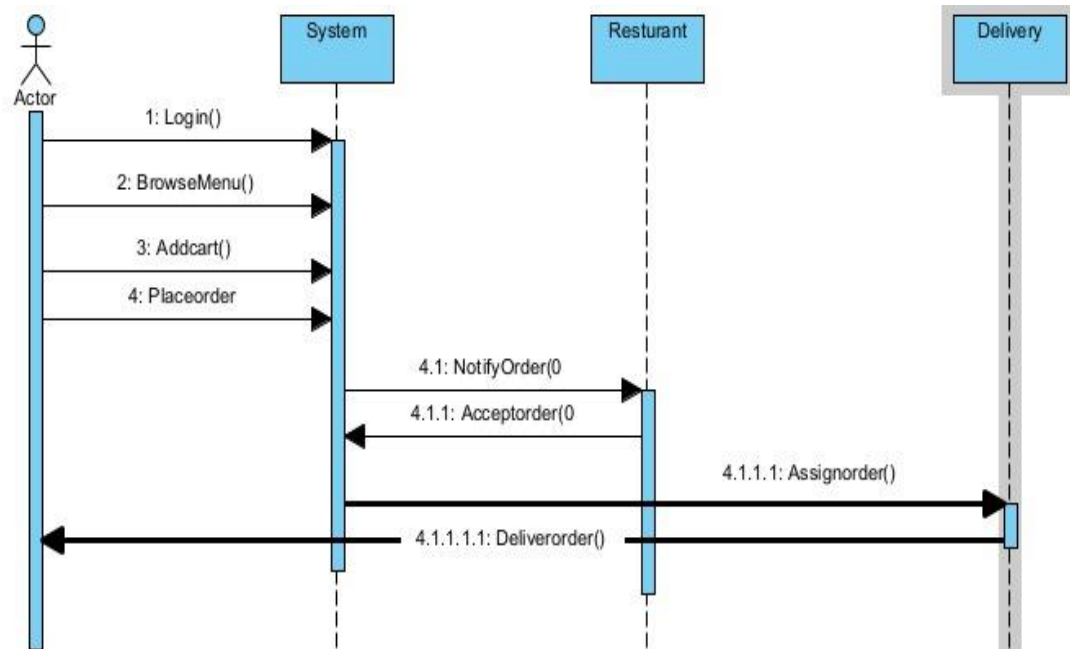 System
Resturant
Delivery
Actor
1: Login()
2: BrowseMenu()
3: Addcart()
4: Placeorder
4.1: NotifyOrder(0
4.1.1: Acceptorder(0
4.1.1.1: Assignorder()
4.1.1.1.1: Deliverorder()